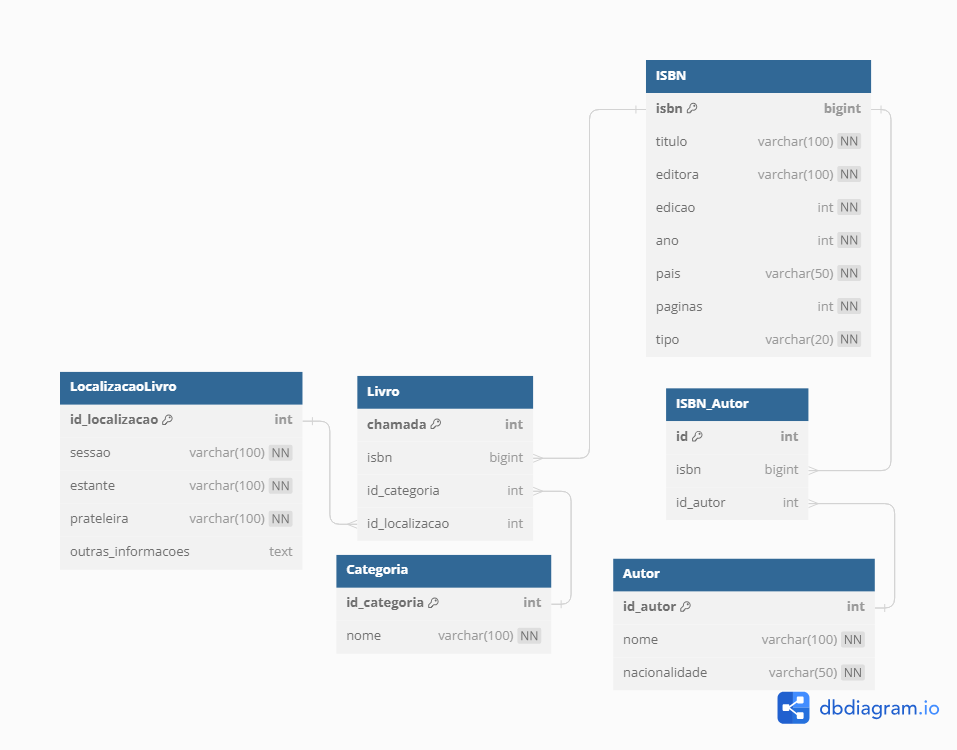 ISBN
isbn bigint
titulo varchar(100) NN
editora varchar(100) NN
edicao int NN
ano int NN
pais varchar(50) NN
paginas int NN
tipo varchar(20) NN
LocalizacaoLivro
id_localizacao int
sessao varchar(100) NN
estante varchar(100) NN
prateleira varchar(100) NN
outras_informacoes text
Livro
chamada int
isbn bigint
id_categoria int
id_localizacao int
ISBN_Autor
id int
isbn bigint
id_autor int
Categoria
id_categoria int
nome varchar(100) NN
Autor
id_autor int
nome varchar(100) NN
nacionalidade varchar(50) NN
dbdiagram.io